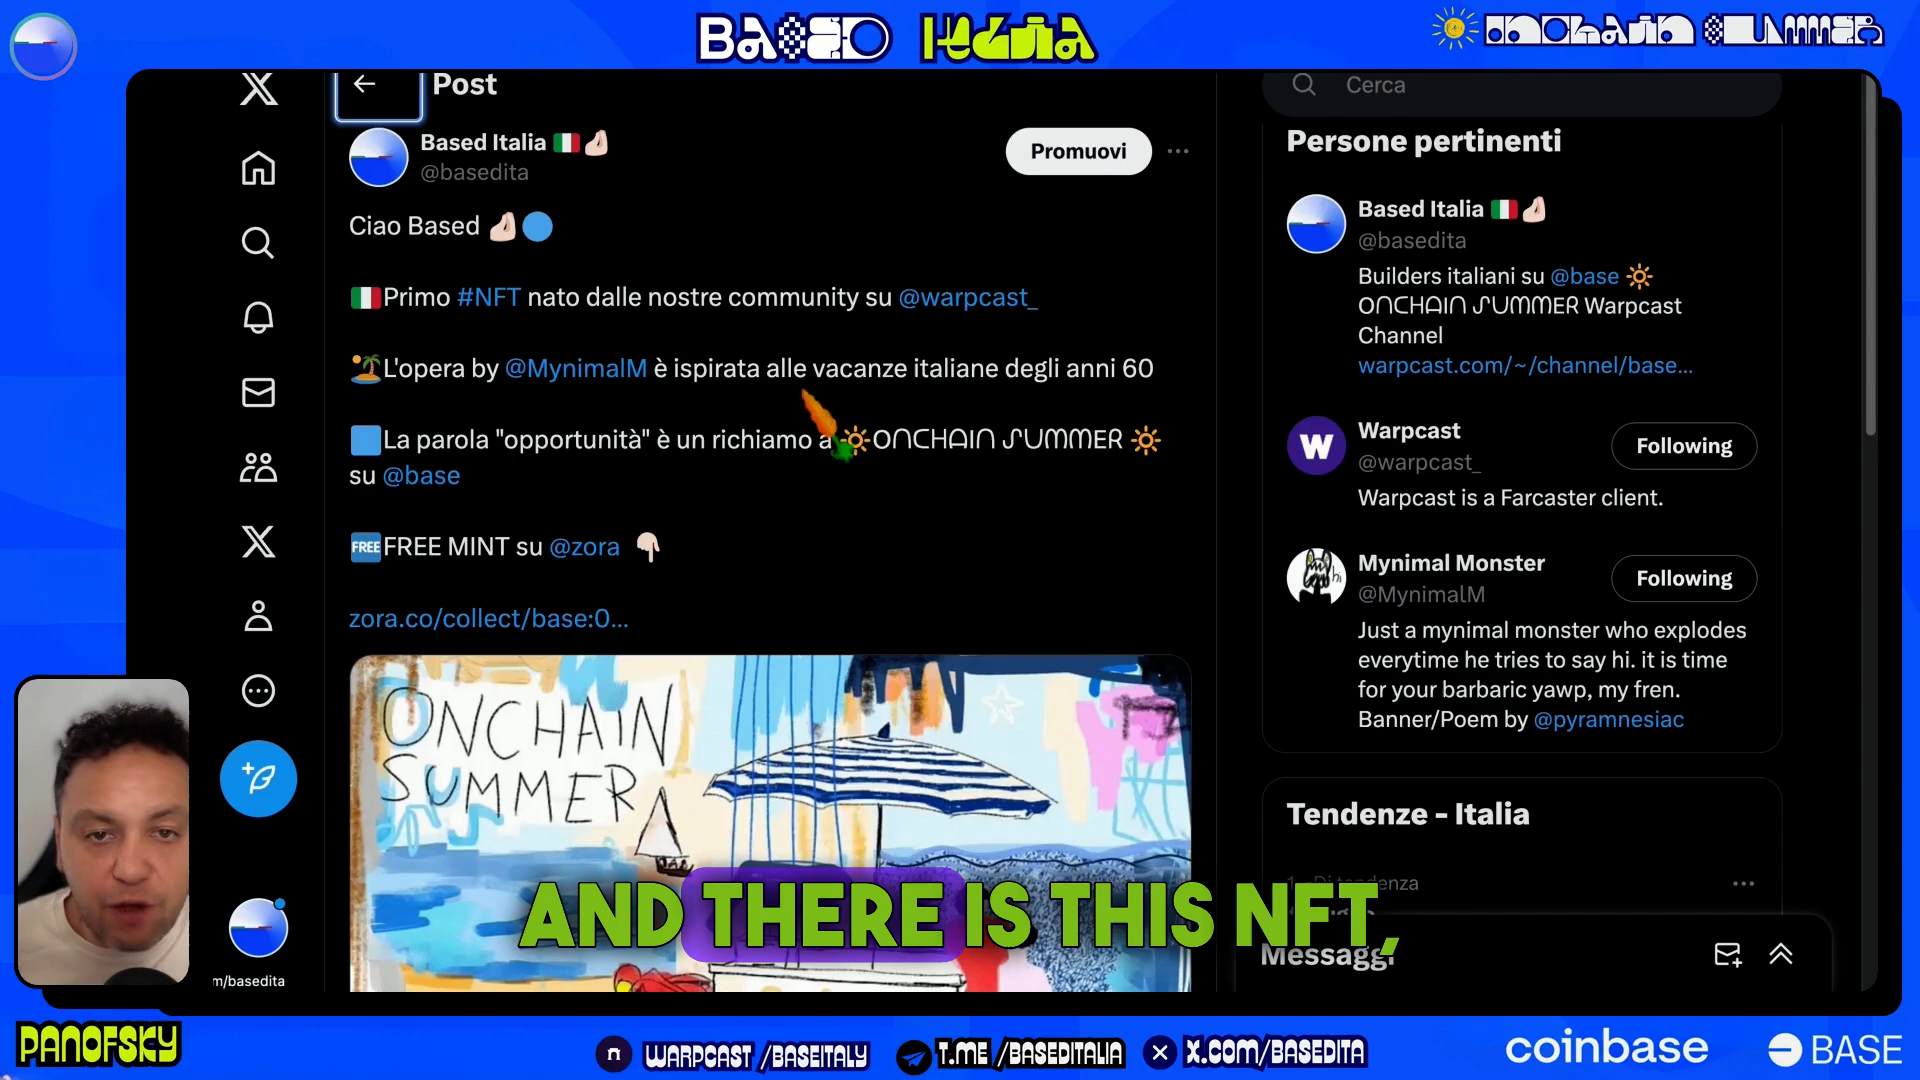 BASED ITALIA
ONCHAIN SUMMER
Post
Cerca
Based Italia
@basedita
Promuovi
Ciao Based
Primo #NFT nato dalle nostre community su @warpcast_
L'opera by @MynimalM è ispirata alle vacanze italiane degli anni 60
La parola "opportunità" è un richiamo a ONCHAIN SUMMER
su @base
FREE FREE MINT su @zora
zora.co/collect/base:0...
ONCHAIN
SUMMER
Persone pertinenti
Based Italia
@basedita
Builders italiani su @base
ONCHAIN SUMMER Warpcast
Channel
warpcast.com/~/channel/base...
W
Warpcast
@warpcast_
Following
Warpcast is a Farcaster client.
hi
Mynimal Monster
@MynimalM
Following
Just a mynimal monster who explodes
everytime he tries to say hi. it is time
for your barbaric yawp, my fren.
Banner/Poem by @pyramnesiac
Tendenze - Italia
1 · Di tendenza
AND THERE IS THIS NFT,
Messaggi
m/basedita
PANOFSKY
WARPCAST /BASEITALY
T.ME /BASEDITALIA
X.COM/BASEDITA
coinbase
BASE